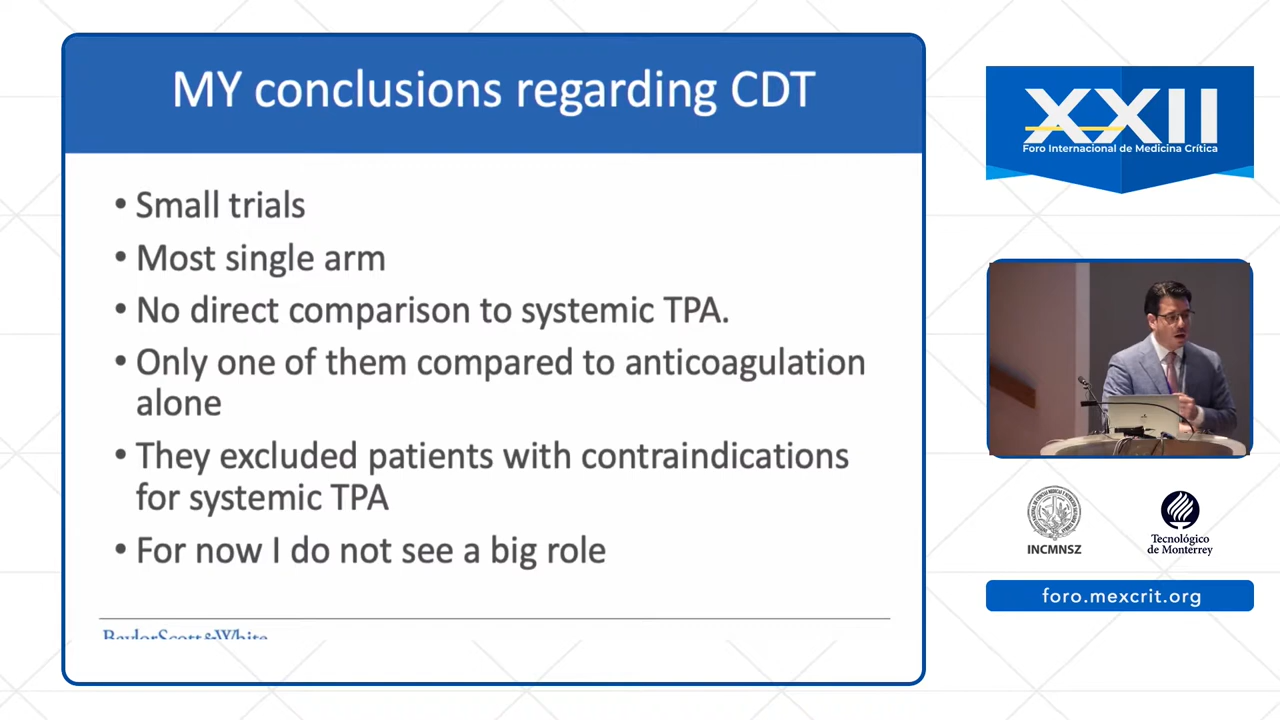 MY conclusions regarding CDT
• Small trials
• Most single arm
• No direct comparison to systemic TPA.
• Only one of them compared to anticoagulation
alone
• They excluded patients with contraindications
for systemic TPA
• For now I do not see a big role
BaylorScott&White
XXII
Foro Internacional de Medicina Crítica
INCMNSZ
Tecnológico
de Monterrey
foro.mexcrit.org